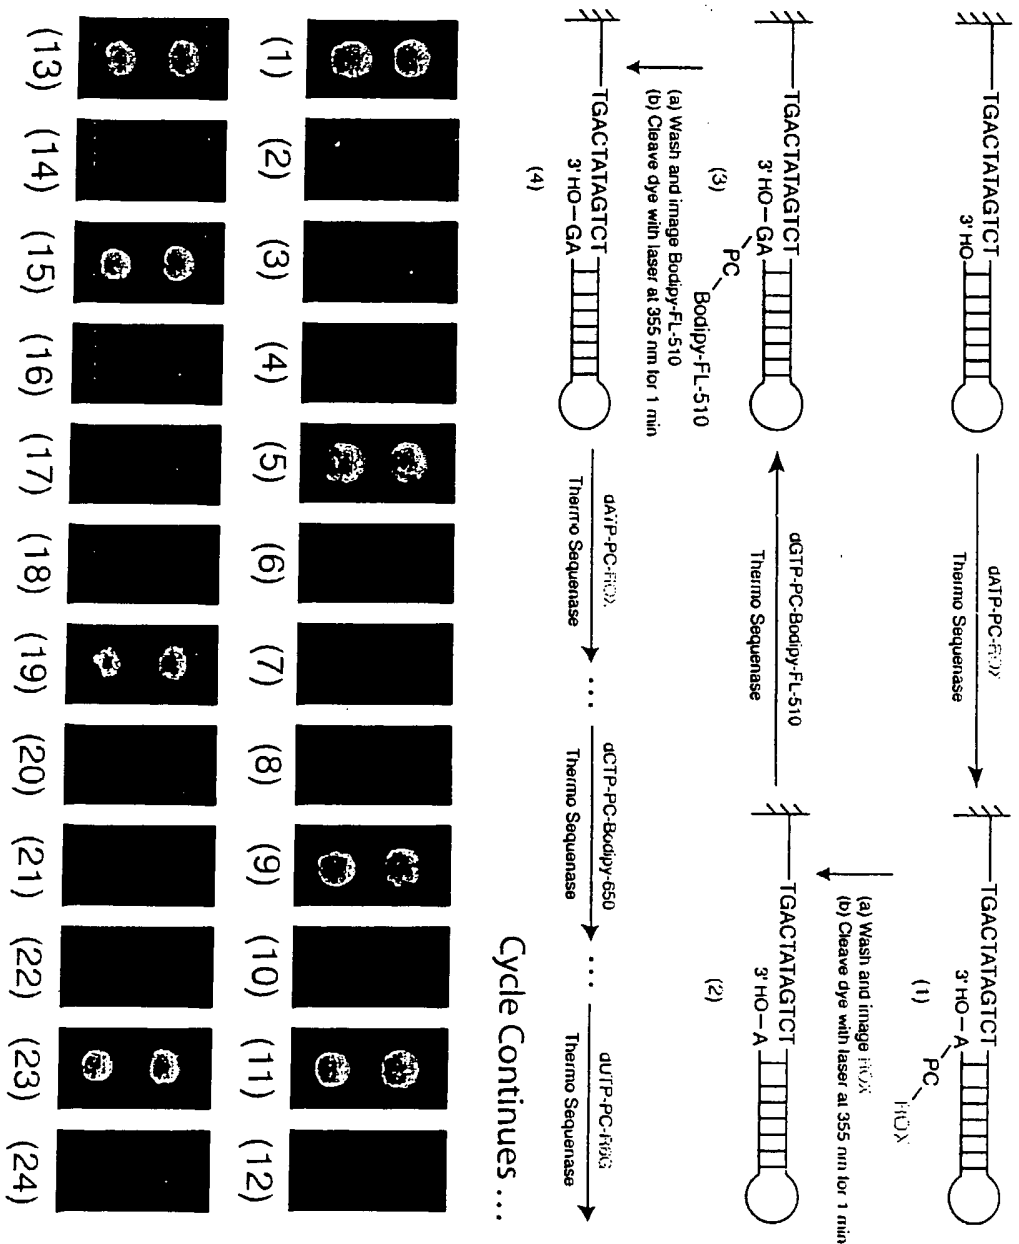 dATP-PC-ROX
Thermo Sequenase
TGACTATAGTCT
3' HO
TGACTATAGTCT
3' HO—A
PC
ROX
(1)
(a) Wash and image ROX
(b) Cleave dye with laser at 355 nm for 1 min
dGTP-PC-Bodipy-FL-510
Thermo Sequenase
TGACTATAGTCT
3' HO—GA
PC
Bodipy-FL-510
(3)
TGACTATAGTCT
3' HO—A
(2)
(a) Wash and image Bodipy-FL-510
(b) Cleave dye with laser at 355 nm for 1 min
TGACTATAGTCT
3' HO—GA
(4)
dATP-PC-ROX
Thermo Sequenase
...
dCTP-PC-Bodipy-650
Thermo Sequenase
...
dUTP-PC-R6G
Thermo Sequenase
Cycle Continues ...
(1) (2) (3) (4) (5) (6) (7) (8) (9) (10) (11) (12)
(13) (14) (15) (16) (17) (18) (19) (20) (21) (22) (23) (24)